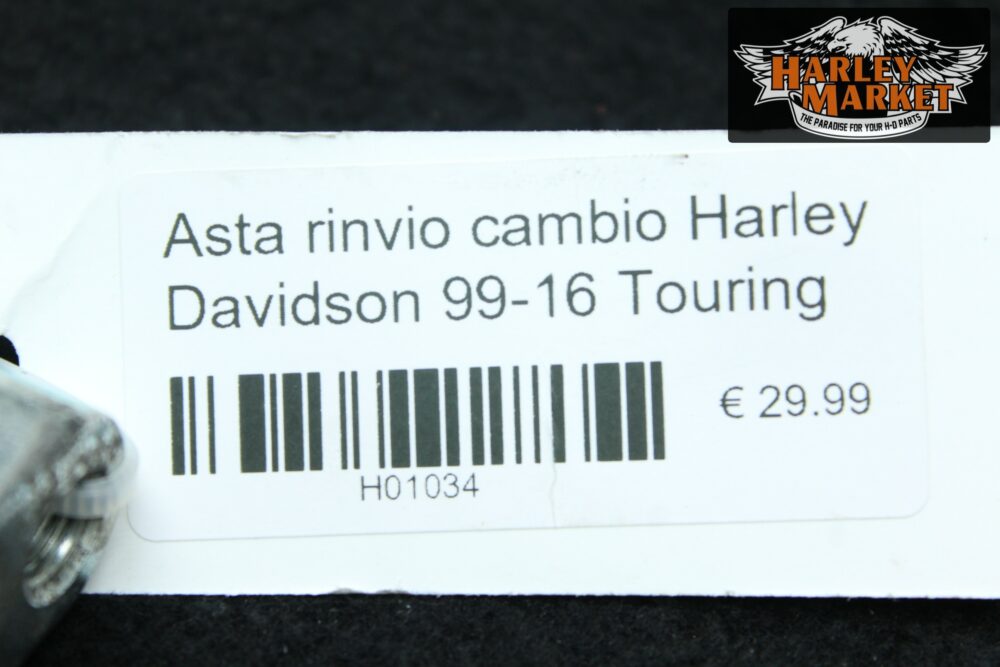 HARLEY
MARKET
THE PARADISE FOR YOUR H-D PARTS
Asta rinvio cambio Harley
Davidson 99-16 Touring
€ 29.99
H01034